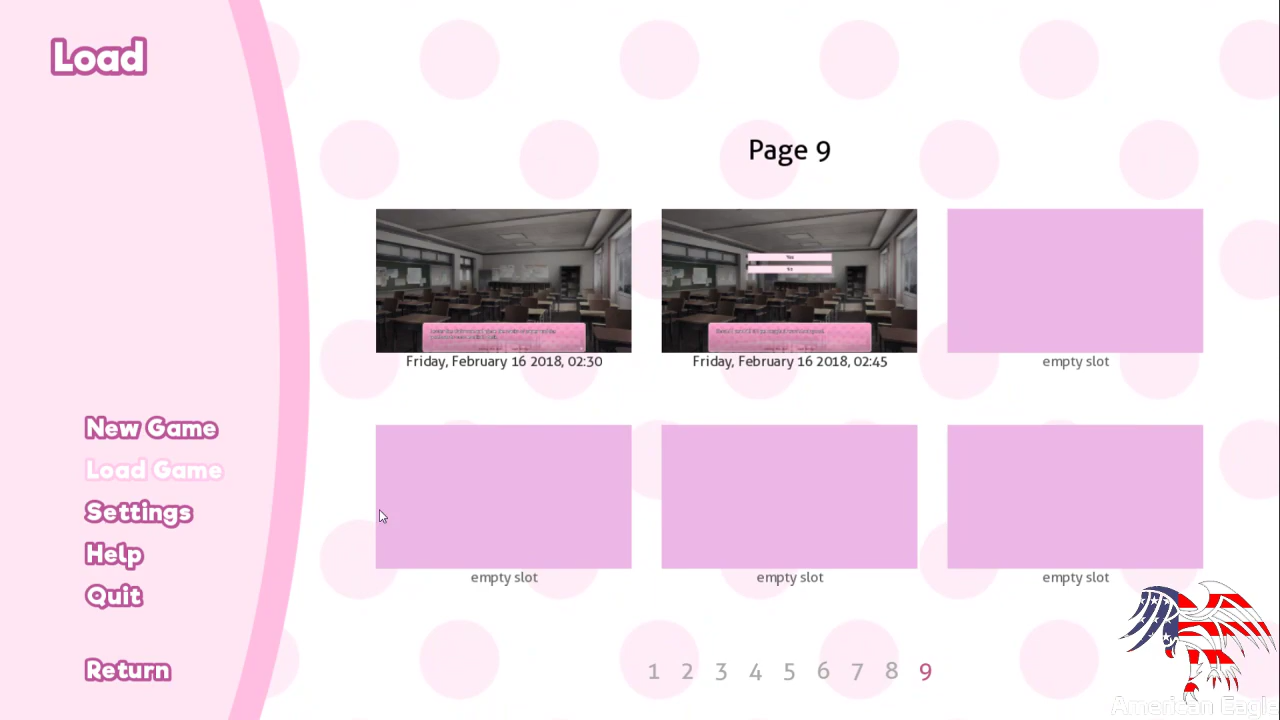 Load
Page 9
Friday, February 16 2018, 02:30
Friday, February 16 2018, 02:45
empty slot
New Game
Load Game
Settings
Help
Quit
Return
empty slot
empty slot
empty slot
1 2 3 4 5 6 7 8 9
American Eagle